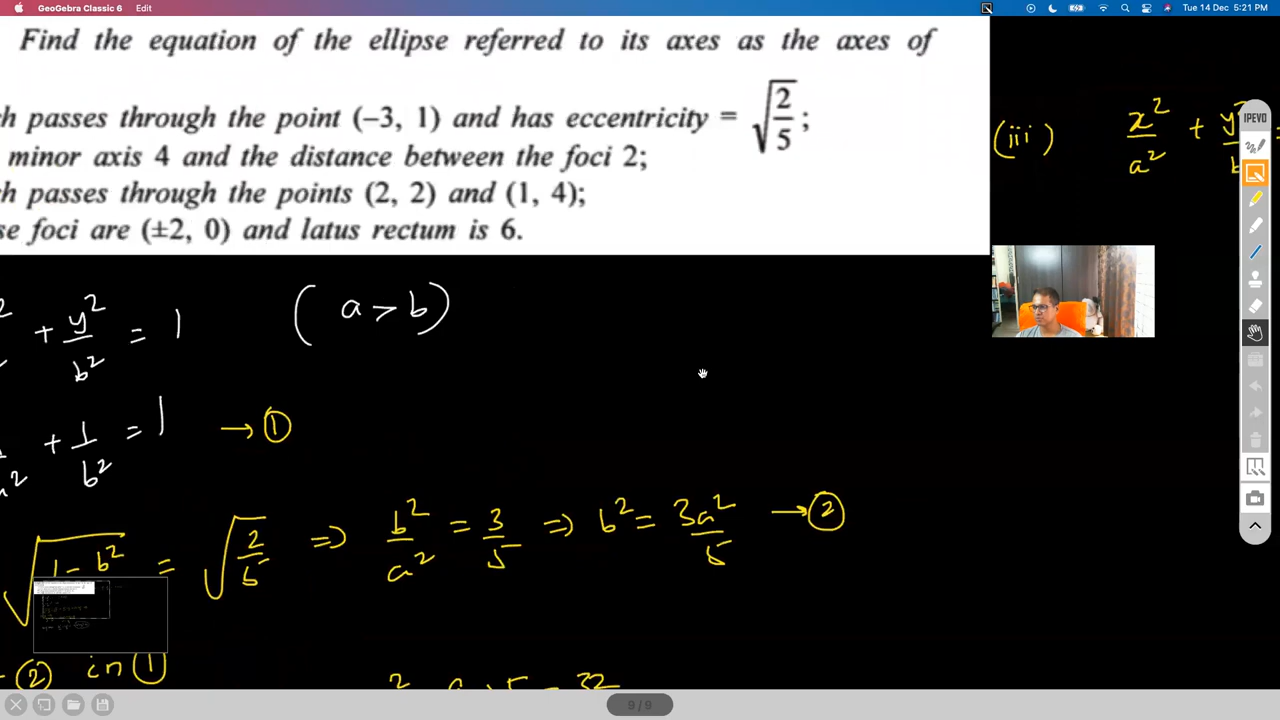 GeoGebra Classic 6 Edit Tue 14 Dec 5:21 PM
Find the equation of the ellipse referred to its axes as the axes of
h passes through the point (–3, 1) and has eccentricity = √(2/5);
minor axis 4 and the distance between the foci 2;
h passes through the points (2, 2) and (1, 4);
se foci are (±2, 0) and latus rectum is 6.
(iii) x²/a² + y²
IPEVO
+ y²/b² = 1 (a > b)
+ 1/b² = 1 → ①
√1 - b² = √(2/5) ⇒ b²/a² = 3/5 ⇒ b² = 3a²/5 → ②
② in ①
9 / 9